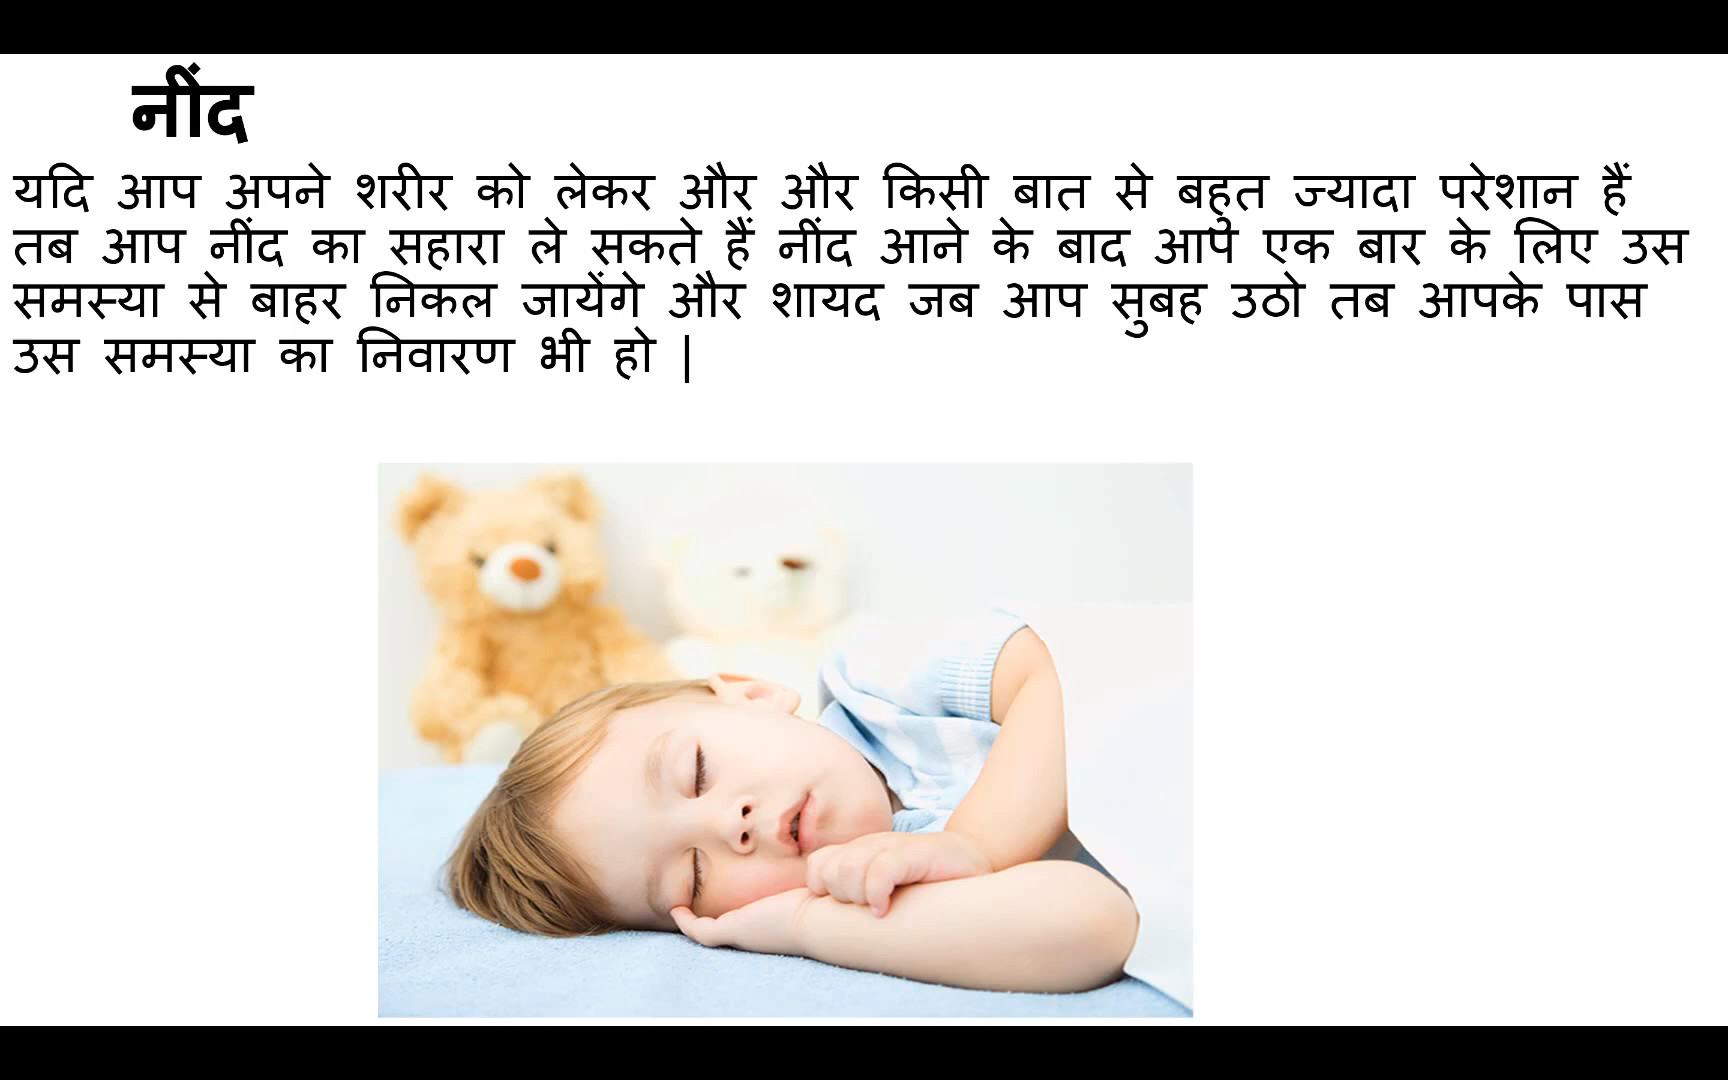 नींद
यदि आप अपने शरीर को लेकर और और किसी बात से बहुत ज्यादा परेशान हैं
तब आप नींद का सहारा ले सकते हैं नींद आने के बाद आप एक बार के लिए उस
समस्या से बाहर निकल जायेंगे और शायद जब आप सुबह उठो तब आपके पास
उस समस्या का निवारण भी हो |